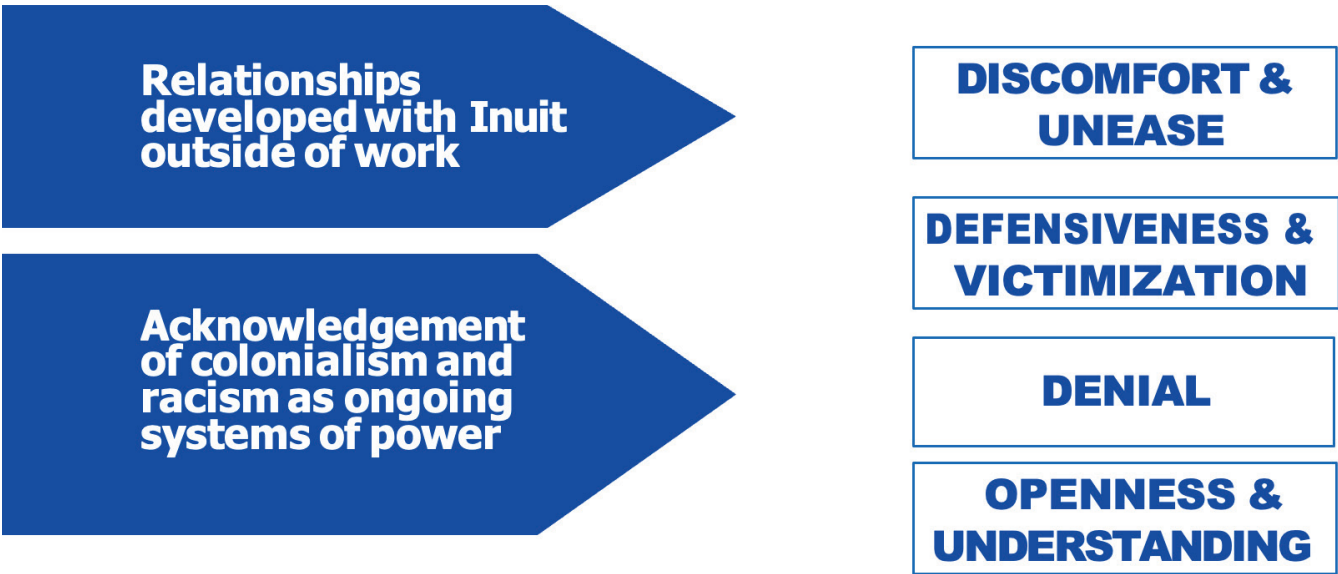 Relationships
developed with Inuit
outside of work
Acknowledgement
of colonialism and
racism as ongoing
systems of power
DISCOMFORT &
UNEASE
DEFENSIVENESS &
VICTIMIZATION
DENIAL
OPENNESS &
UNDERSTANDING